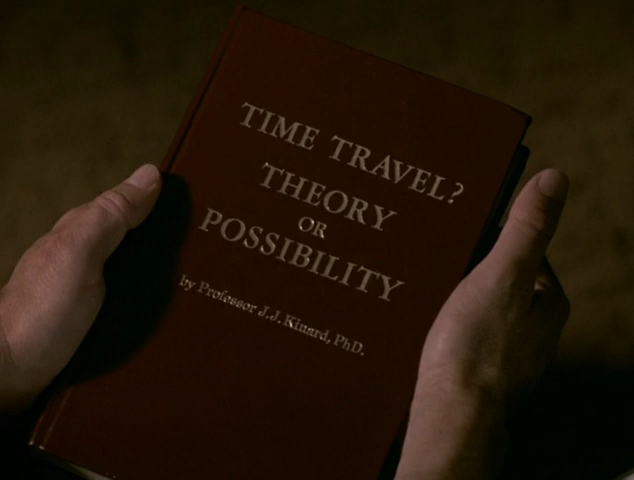 TIME TRAVEL?
THEORY
OR
POSSIBILITY
by Professor J.J. Kinard, PhD.